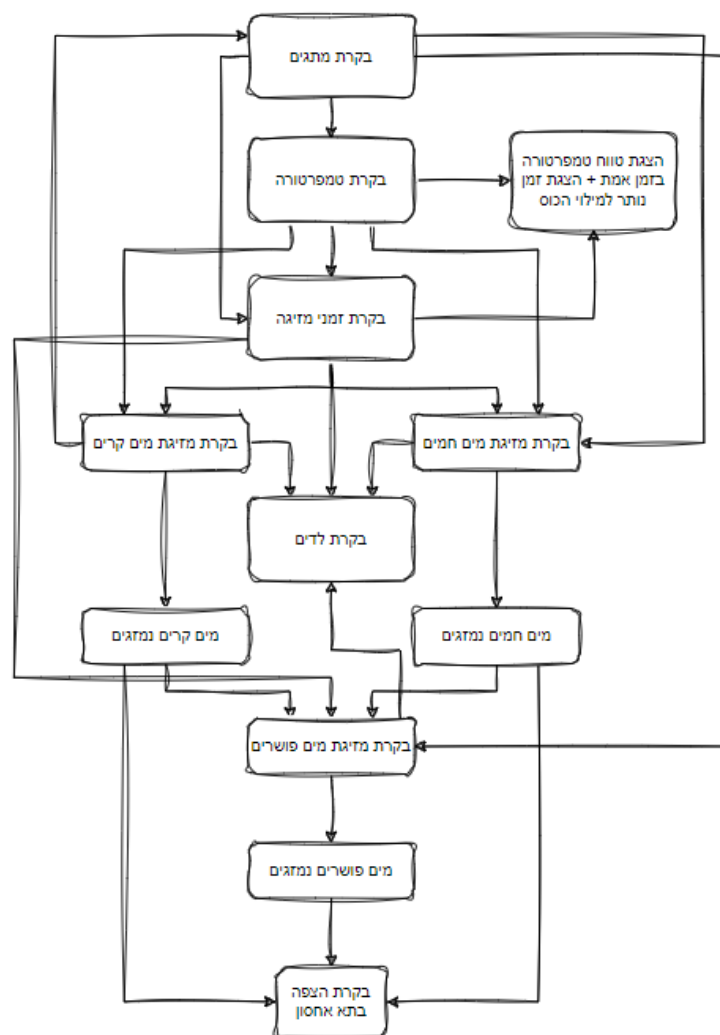 בקרת מתגים
בקרת טמפרטורה
הצגת טווח טמפרטורה
בזמן אמת + הצגת זמן
נותר למילוי הכוס
בקרת זמני מזיגה
בקרת מזיגת מים חמים
בקרת מזיגת מים קרים
בקרת לדים
מים חמים נמזגים
מים קרים נמזגים
בקרת מזיגת מים פושרים
מים פושרים נמזגים
בקרת הצפה
בתא אחסון